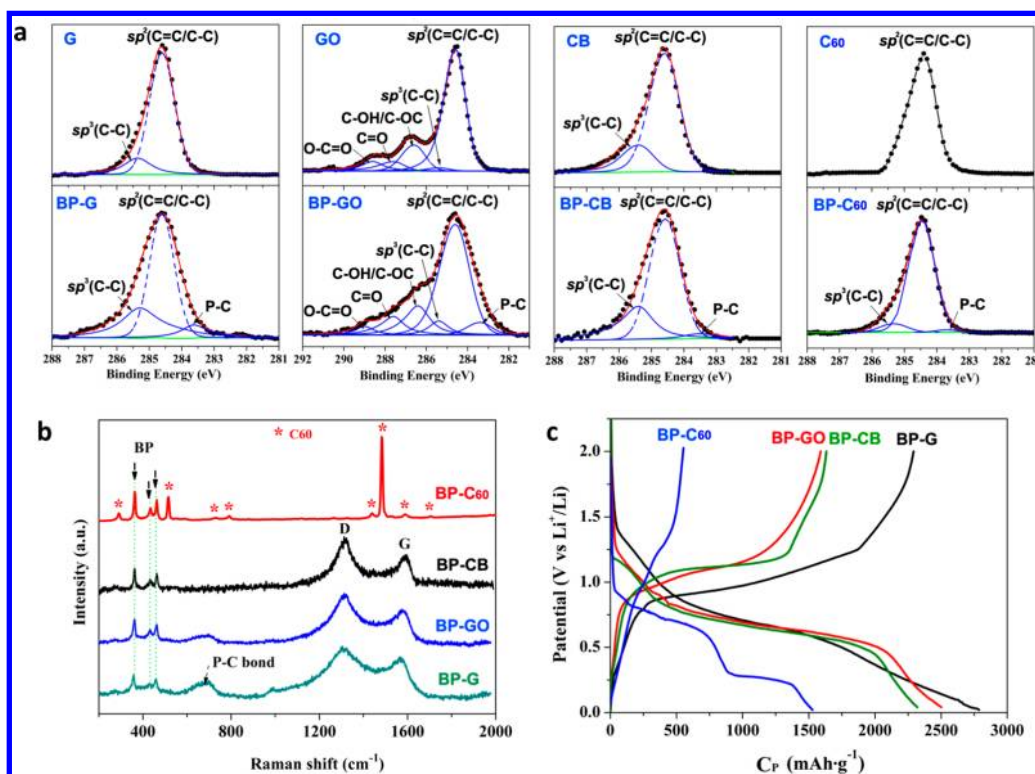 a
G
sp²(C=C/C-C)
sp³(C-C)
GO
sp²(C=C/C-C)
sp³(C-C)
C-OH/C-OC
C=O
O-C=O
CB
sp²(C=C/C-C)
sp³(C-C)
C60
sp²(C=C/C-C)
BP-G
sp²(C=C/C-C)
sp³(C-C)
P-C
288 287 286 285 284 283 282 281
Binding Energy (eV)
BP-GO
sp²(C=C/C-C)
sp³(C-C)
C-OH/C-OC
C=O
O-C=O
P-C
292 290 288 286 284 282
Binding Energy (eV)
BP-CB
sp²(C=C/C-C)
sp³(C-C)
P-C
288 287 286 285 284 283 282 281
Binding Energy (eV)
BP-C60
sp²(C=C/C-C)
sp³(C-C)
P-C
288 287 286 285 284 283 282 281
Binding Energy (eV)
b
* C60
BP
BP-C60
D
G
BP-CB
BP-GO
P-C bond
BP-G
400 800 1200 1600 2000
Intensity (a.u.)
Raman shift (cm⁻¹)
c
BP-C60
BP-GO
BP-CB
BP-G
2.0
1.5
1.0
0.5
0.0
0 500 1000 1500 2000 2500 3000
Patential (V vs Li⁺/Li)
CP (mAh·g⁻¹)